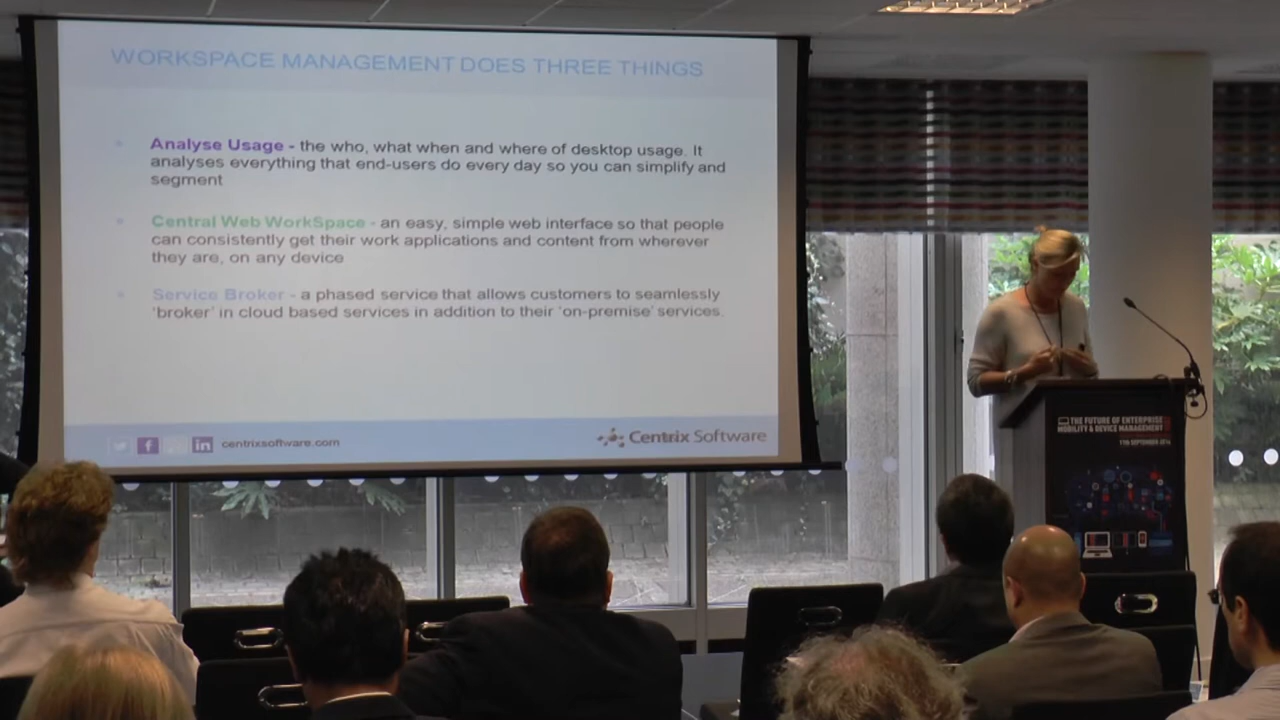 WORKSPACE MANAGEMENT DOES THREE THINGS
Analyse Usage - the who, what when and where of desktop usage. It
analyses everything that end-users do every day so you can simplify and
segment
Central Web WorkSpace - an easy, simple web interface so that people
can consistently get their work applications and content from wherever
they are, on any device
Service Broker - a phased service that allows customers to seamlessly
'broker' in cloud based services in addition to their 'on-premise' services.
centrixsoftware.com
Centrix Software
THE FUTURE OF ENTERPRISE
MOBILITY & DEVICE MANAGEMENT
11TH SEPTEMBER 2014